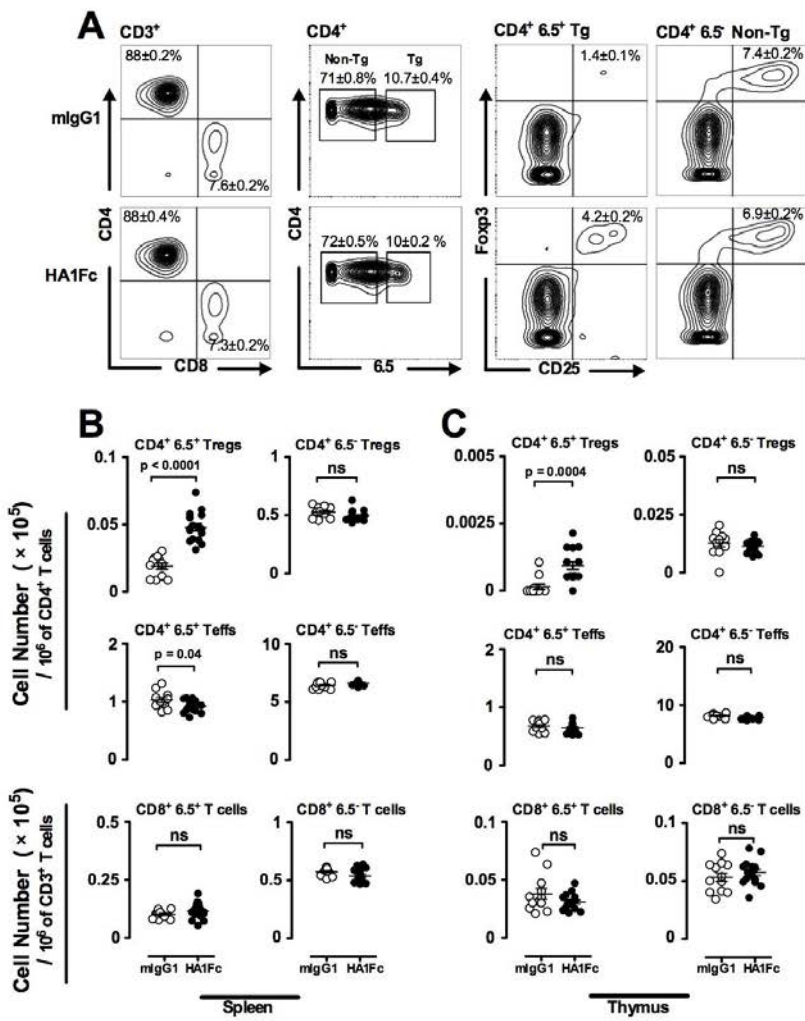 A
CD3⁺
CD4⁺
CD4⁺ 6.5⁺ Tg
CD4⁺ 6.5⁻ Non-Tg
88±0.2%
Non-Tg
Tg
71±0.8%
10.7±0.4%
1.4±0.1%
7.4±0.2%
mIgG1
7.6±0.2%
88±0.4%
72±0.5%
10±0.2 %
4.2±0.2%
6.9±0.2%
CD4
CD4
Foxp3
HA1Fc
7.3±0.2%
CD8
6.5
CD25
B
C
CD4⁺ 6.5⁺ Tregs
CD4⁺ 6.5⁻ Tregs
CD4⁺ 6.5⁺ Tregs
CD4⁺ 6.5⁻ Tregs
0.1
p < 0.0001
0.05
0
1
ns
0.5
0
0.005
p = 0.0004
0.0025
0
0.05
ns
0.025
0
Cell Number ( × 10⁵)
/ 10⁶ of CD4⁺ T cells
CD4⁺ 6.5⁺ Teffs
CD4⁺ 6.5⁻ Teffs
CD4⁺ 6.5⁺ Teffs
CD4⁺ 6.5⁻ Teffs
2
p = 0.04
1
0
10
ns
5
0
2
ns
1
0
20
ns
10
0
Cell Number ( × 10⁵)
/ 10⁶ of CD3⁺ T cells
CD8⁺ 6.5⁺ T cells
CD8⁺ 6.5⁻ T cells
CD8⁺ 6.5⁺ T cells
CD8⁺ 6.5⁻ T cells
0.5
ns
0.25
0
1
ns
0.5
0
0.1
ns
0.05
0
0.1
ns
0.05
0
mIgG1 HA1Fc
mIgG1 HA1Fc
mIgG1 HA1Fc
mIgG1 HA1Fc
Spleen
Thymus